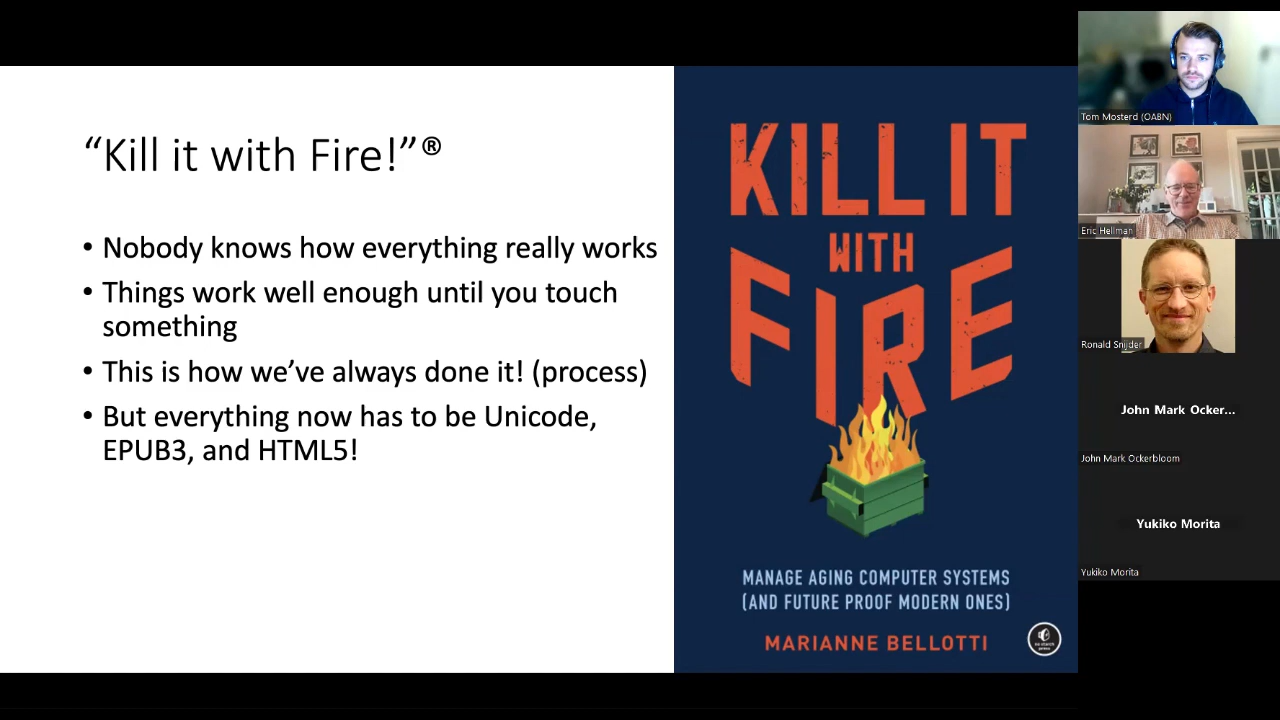 “Kill it with Fire!”®
• Nobody knows how everything really works
• Things work well enough until you touch
something
• This is how we’ve always done it! (process)
• But everything now has to be Unicode,
EPUB3, and HTML5!
KILL IT
WITH
FIRE
MANAGE AGING COMPUTER SYSTEMS
(AND FUTURE PROOF MODERN ONES)
MARIANNE BELLOTTI
Tom Mosterd (OABN)
Eric Hellman
Ronald Snijder
John Mark Ocker...
John Mark Ockerbloom
Yukiko Morita
Yukiko Morita